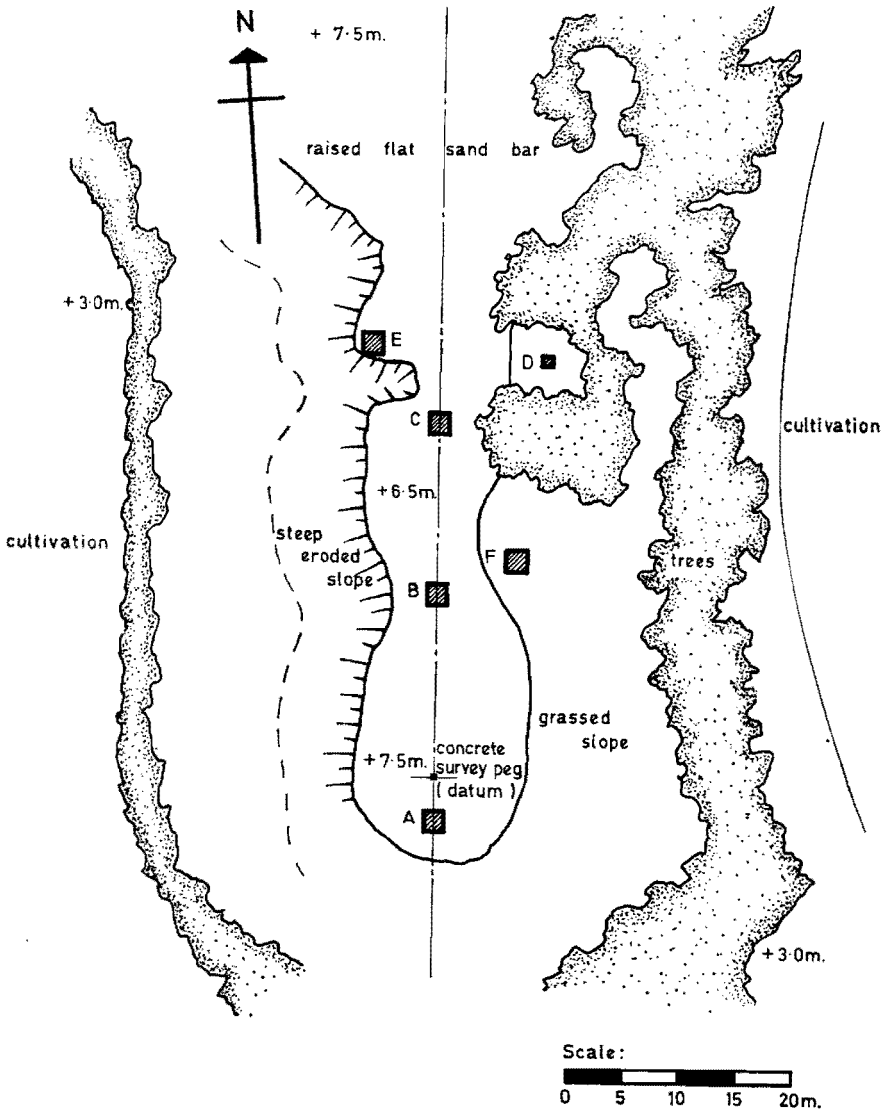 N
+ 7·5m.
raised flat sand bar
+3·0m.
E
D
C
cultivation
+6·5m.
cultivation
steep
eroded
slope
F
trees
B
grassed
slope
+7·5m.
concrete
survey peg
( datum )
A
+3·0m.
Scale:
0 5 10 15 20m.